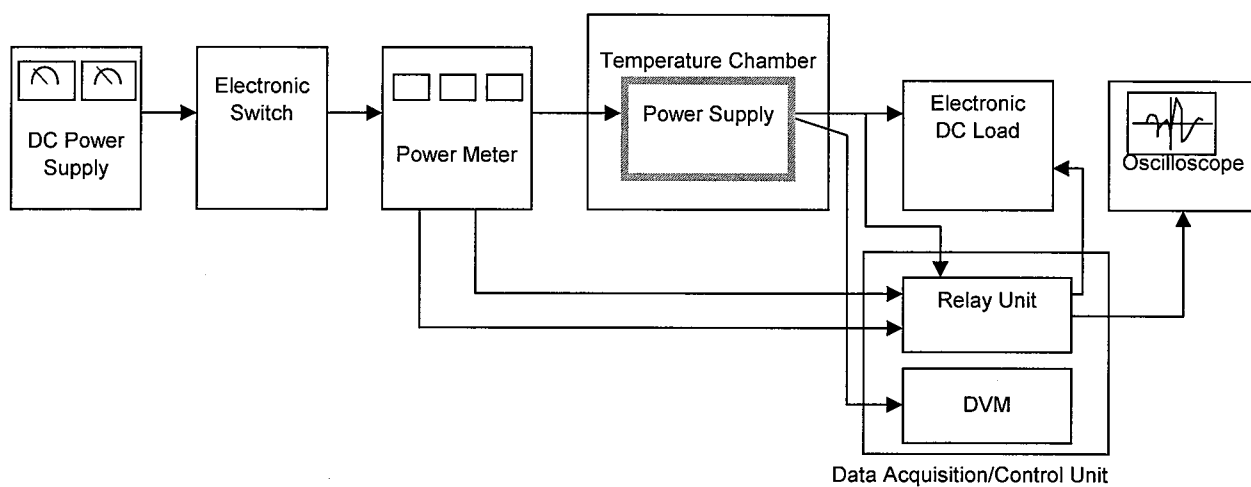 DC Power
Supply
Electronic
Switch
Power Meter
Temperature Chamber
Power Supply
Electronic
DC Load
Oscilloscope
Relay Unit
DVM
Data Acquisition/Control Unit